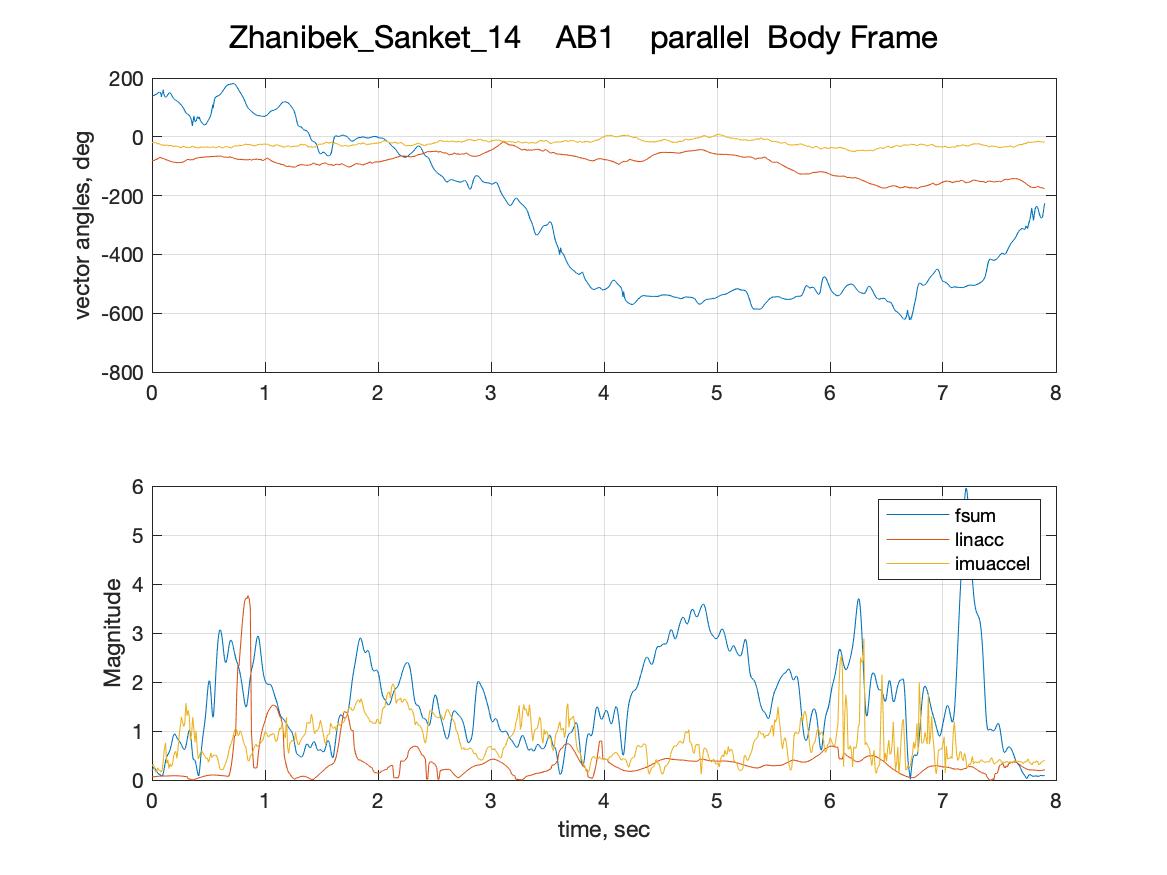 Zhanibek_Sanket_14 AB1 parallel Body Frame
vector angles, deg
200
0
-200
-400
-600
-800
0 1 2 3 4 5 6 7 8
Magnitude
6
5
4
3
2
1
0
fsum
linacc
imuaccel
0 1 2 3 4 5 6 7 8
time, sec